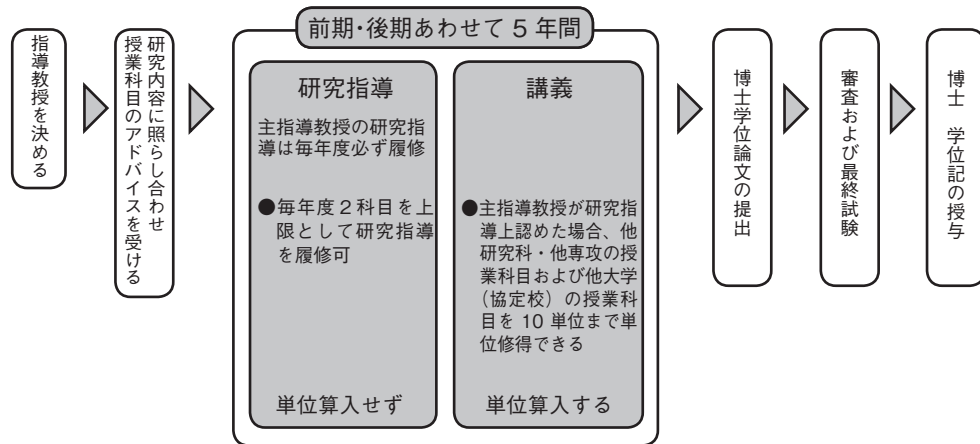 指導教授を決める
研究内容に照らし合わせ
授業科目のアドバイスを受ける
前期・後期あわせて 5 年間
研究指導
主指導教授の研究指
導は毎年度必ず履修
●毎年度 2 科目を上
限として研究指導
を履修可
単位算入せず
講義
●主指導教授が研究指
導上認めた場合、他
研究科・他専攻の授
業科目および他大学
(協定校) の授業科
目を 10 単位まで単
位修得できる
単位算入する
博士学位論文の提出
審査および最終試験
博士　学位記の授与